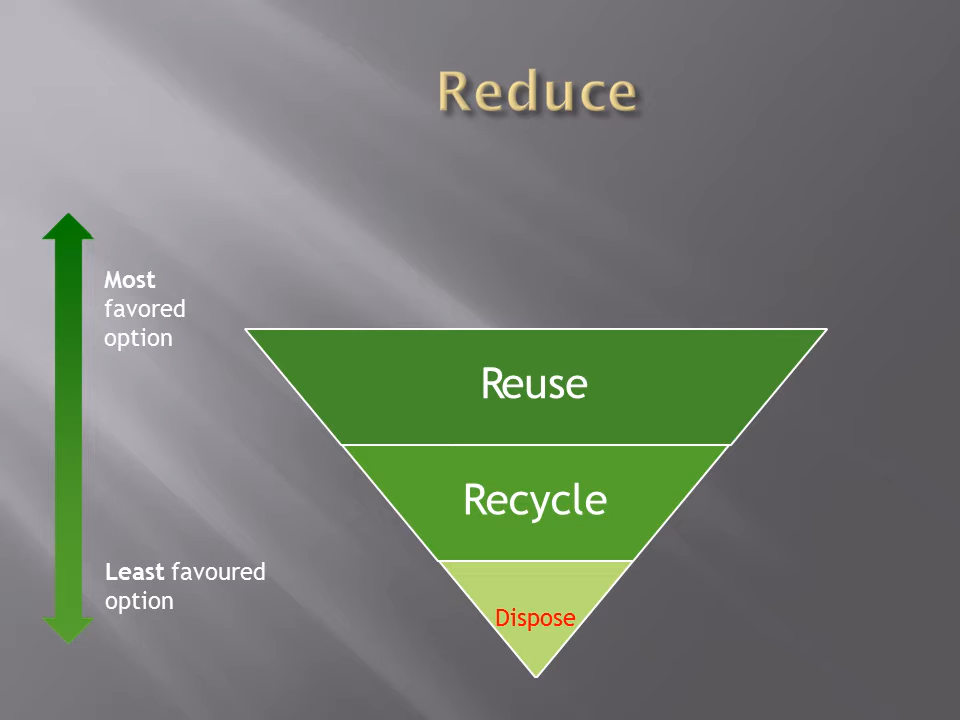 Reduce
Most
favored
option
Reuse
Recycle
Least favoured
option
Dispose